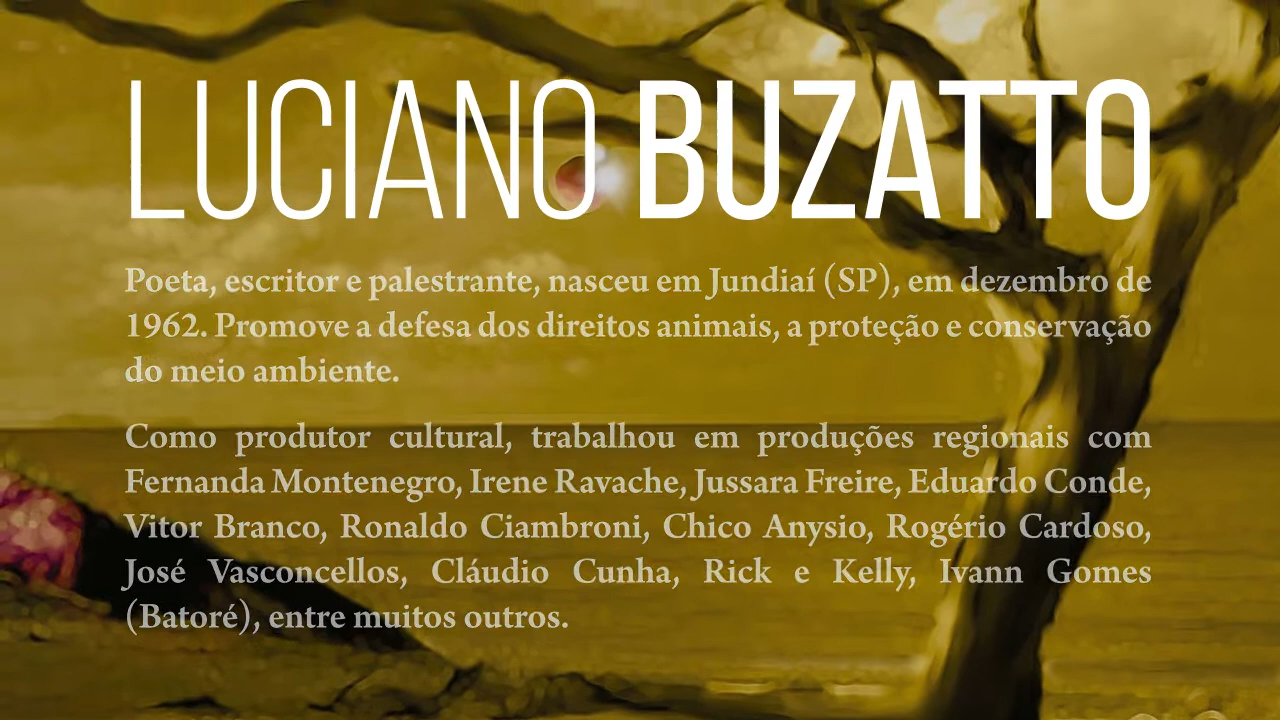 LUCIANO BUZATTO
Poeta, escritor e palestrante, nasceu em Jundiaí (SP), em dezembro de
1962. Promove a defesa dos direitos animais, a proteção e conservação
do meio ambiente.
Como produtor cultural, trabalhou em produções regionais com
Fernanda Montenegro, Irene Ravache, Jussara Freire, Eduardo Conde,
Vitor Branco, Ronaldo Ciambroni, Chico Anysio, Rogério Cardoso,
José Vasconcellos, Cláudio Cunha, Rick e Kelly, Ivann Gomes
(Batoré), entre muitos outros.